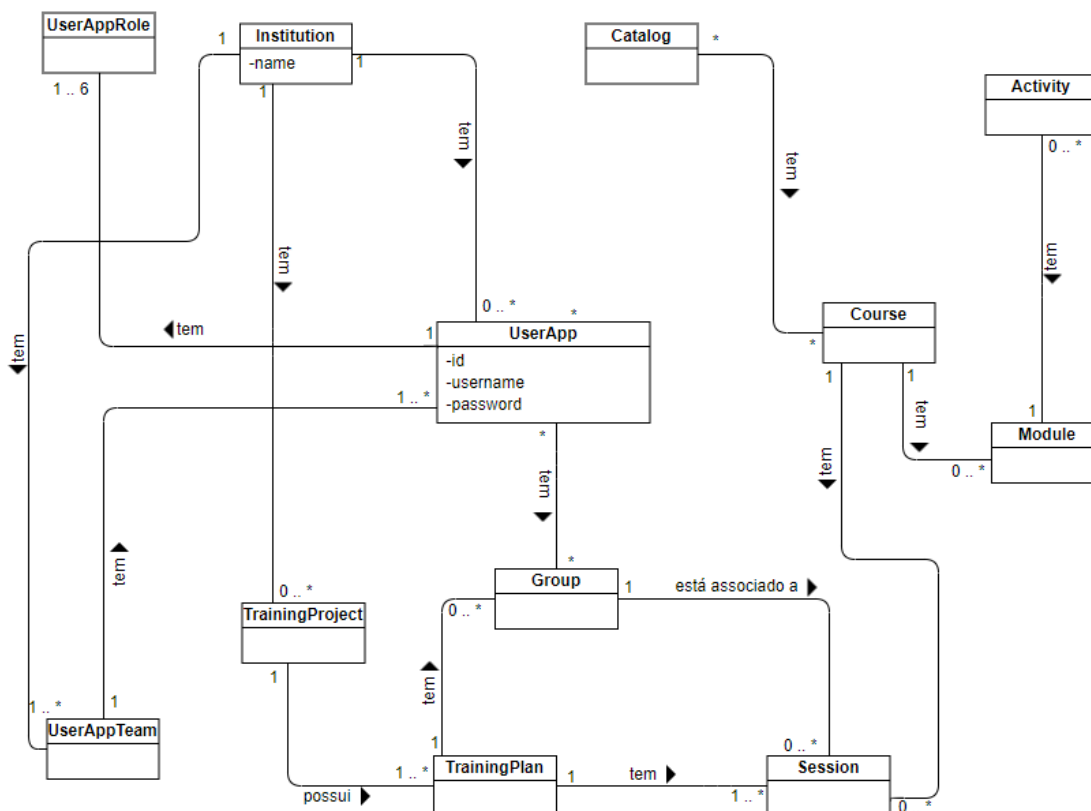 UserAppRole
1 .. 6
1
Institution
-name
1
1
Catalog
*
Activity
0 .. *
tem
tem
tem
tem
tem
0 .. *
*
tem
1
UserApp
-id
-username
-password
1 .. *
*
Course
*
1
1
1
Module
0 .. *
tem
tem
tem
tem
tem
*
Group
1
está associado a
0 .. *
0 .. *
TrainingProject
1
tem
1 .. *
1
UserAppTeam
1
1 .. *
TrainingPlan
1
tem
possui
0 .. *
1 .. *
Session
0 .. *